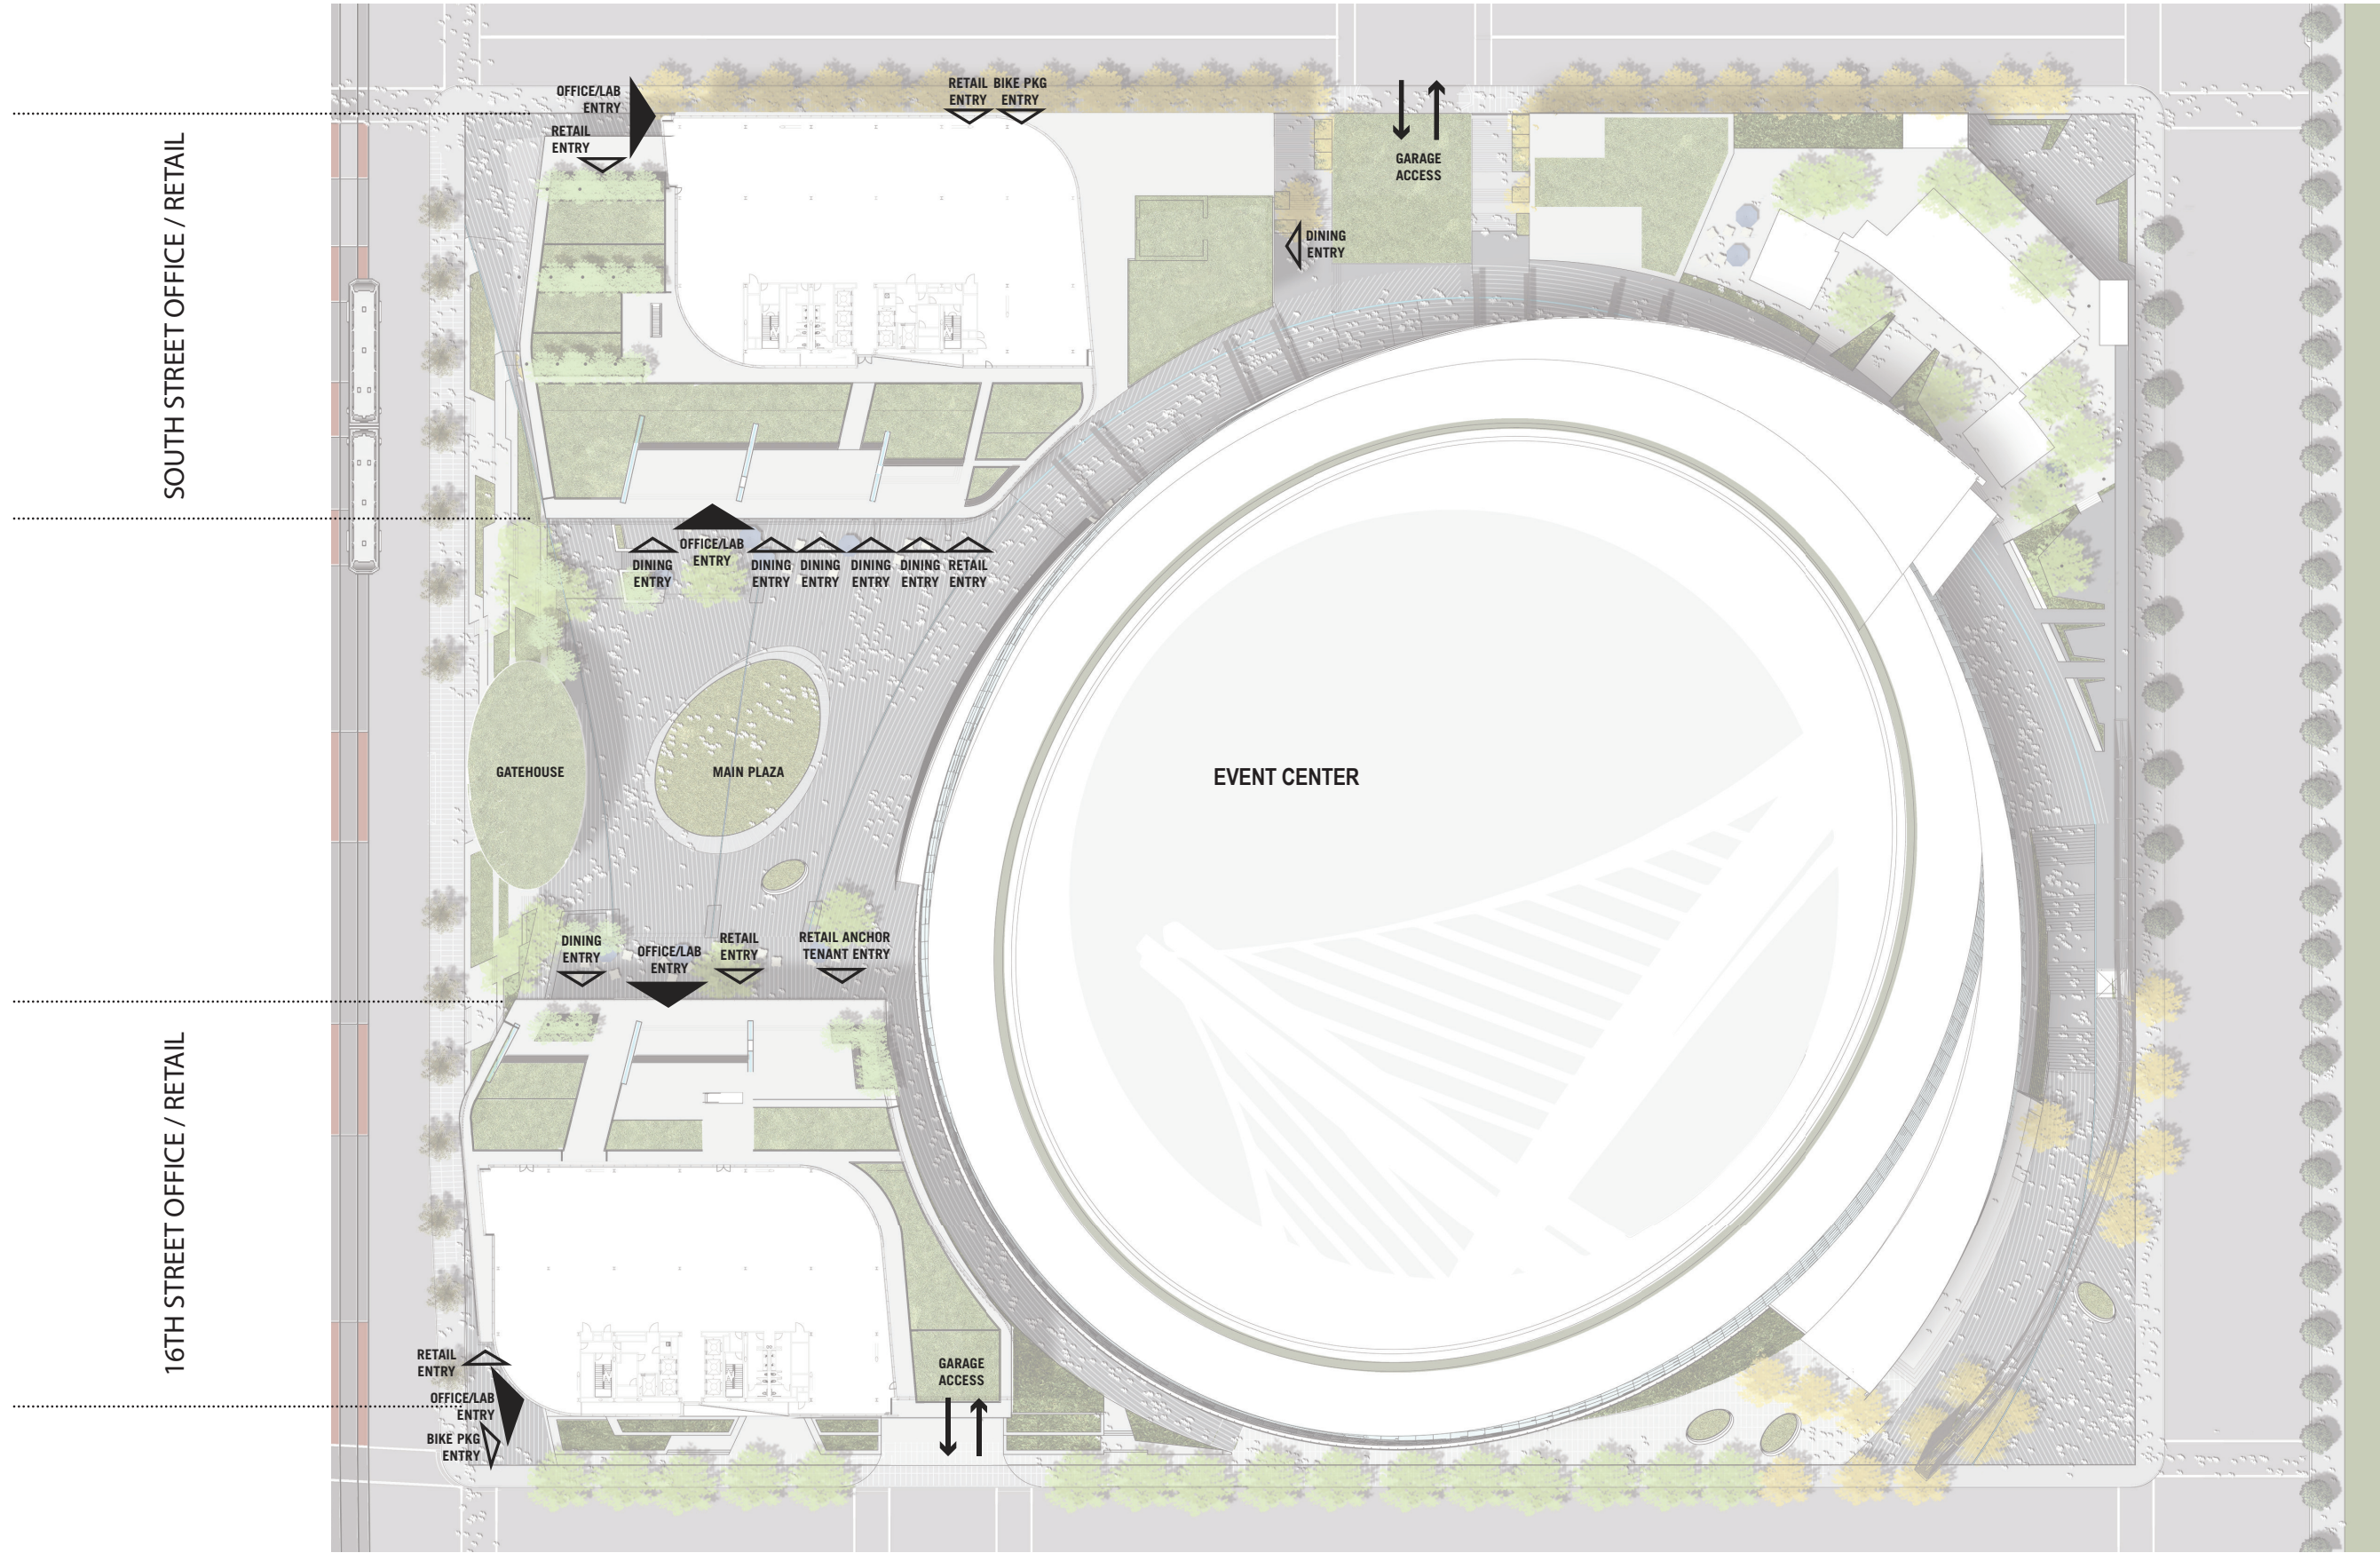 SOUTH STREET OFFICE / RETAIL
16TH STREET OFFICE / RETAIL
OFFICE/LAB
ENTRY
RETAIL
ENTRY
RETAIL
ENTRY
BIKE PKG
ENTRY
GARAGE
ACCESS
DINING
ENTRY
DINING
ENTRY
OFFICE/LAB
ENTRY
DINING
ENTRY
DINING
ENTRY
DINING
ENTRY
DINING
ENTRY
RETAIL
ENTRY
GATEHOUSE
MAIN PLAZA
EVENT CENTER
DINING
ENTRY
OFFICE/LAB
ENTRY
RETAIL
ENTRY
RETAIL ANCHOR
TENANT ENTRY
RETAIL
ENTRY
OFFICE/LAB
ENTRY
BIKE PKG
ENTRY
GARAGE
ACCESS